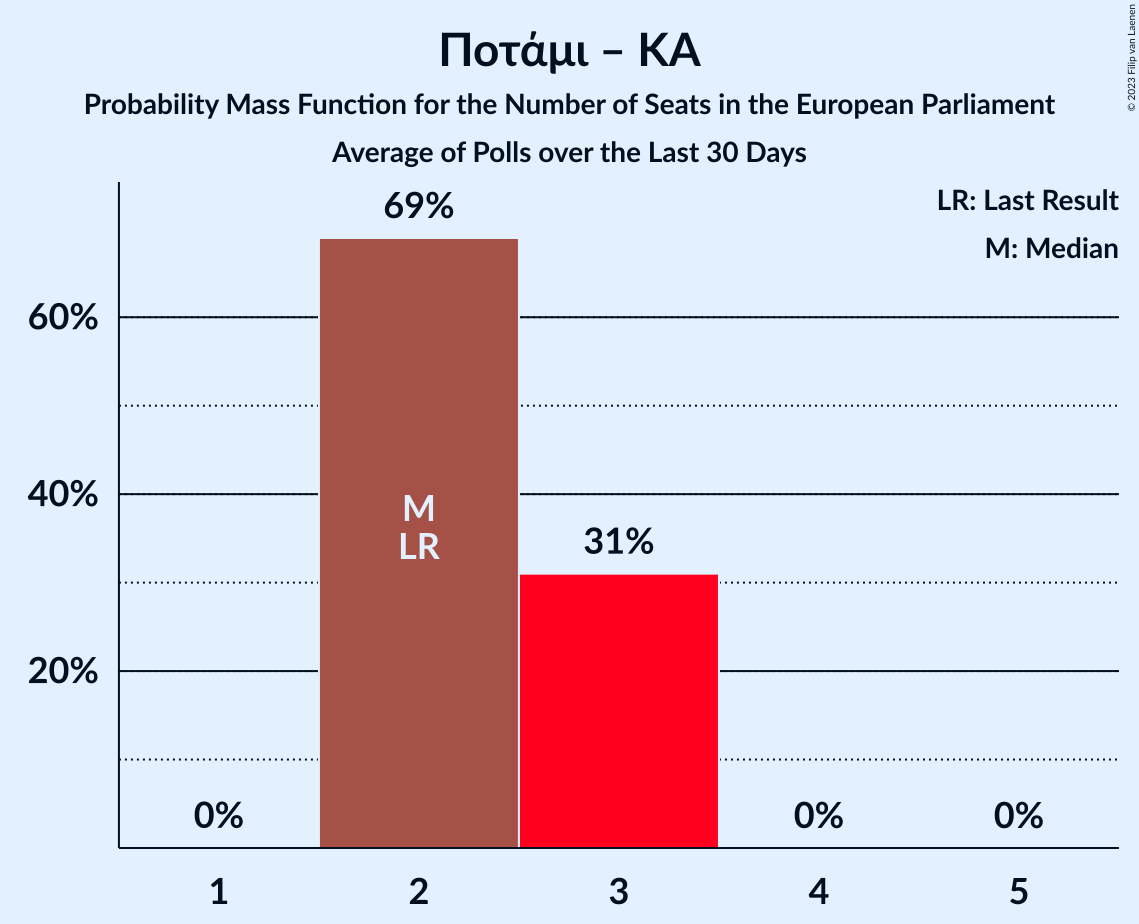 Ποτάμι – ΚΑ
Probability Mass Function for the Number of Seats in the European Parliament
Average of Polls over the Last 30 Days
© 2023 Filip van Laenen
LR: Last Result
M: Median
69%
60%
40%
20%
M
LR
31%
0%
0%
0%
1
2
3
4
5